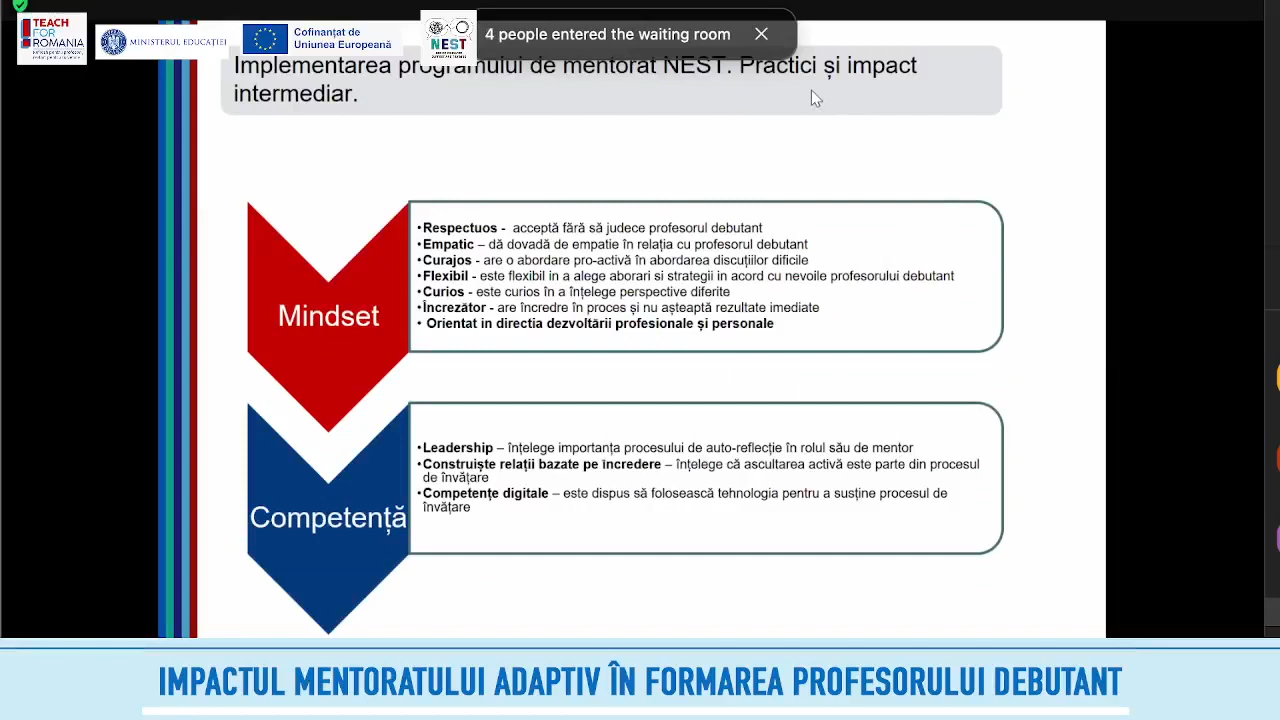 TEACH
FOR
ROMANIA
MINISTERUL EDUCAȚIEI
Cofinanțat de
Uniunea Europeană
NEST
4 people entered the waiting room
Implementarea programului de mentorat NEST. Practici și impact
intermediar.
Mindset
•Respectuos - acceptă fără să judece profesorul debutant
•Empatic – dă dovadă de empatie în relația cu profesorul debutant
•Curajos - are o abordare pro-activă în abordarea discuțiilor dificile
•Flexibil - este flexibil in a alege aborari si strategii in acord cu nevoile profesorului debutant
•Curios - este curios în a înțelege perspective diferite
•Încrezător - are încredre în proces și nu așteaptă rezultate imediate
• Orientat in directia dezvoltării profesionale și personale
Competență
•Leadership – înțelege importanța procesului de auto-reflecție în rolul său de mentor
•Construiește relații bazate pe încredere – înțelege că ascultarea activă este parte din procesul
de învățare
•Competențe digitale – este dispus să folosească tehnologia pentru a susține procesul de
învățare
IMPACTUL MENTORATULUI ADAPTIV ÎN FORMAREA PROFESORULUI DEBUTANT